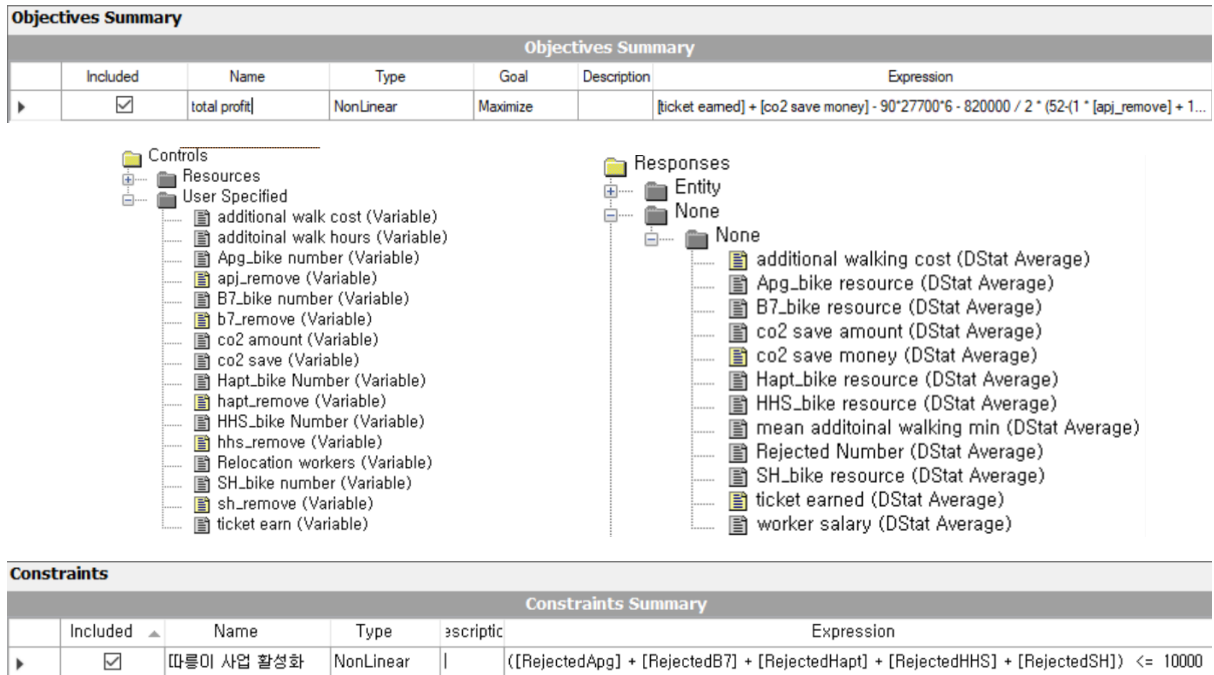 Objectives Summary
Objectives Summary
Included Name Type Goal Description Expression
total profit NonLinear Maximize [ticket earned] + [co2 save money] - 90*27700*6 - 820000 / 2 * (52-(1 * [apj_remove] + 1...
Controls
Resources
User Specified
additional walk cost (Variable)
additoinal walk hours (Variable)
Apg_bike number (Variable)
apj_remove (Variable)
B7_bike number (Variable)
b7_remove (Variable)
co2 amount (Variable)
co2 save (Variable)
Hapt_bike Number (Variable)
hapt_remove (Variable)
HHS_bike Number (Variable)
hhs_remove (Variable)
Relocation workers (Variable)
SH_bike number (Variable)
sh_remove (Variable)
ticket earn (Variable)
Responses
Entity
None
None
additional walking cost (DStat Average)
Apg_bike resource (DStat Average)
B7_bike resource (DStat Average)
co2 save amount (DStat Average)
co2 save money (DStat Average)
Hapt_bike resource (DStat Average)
HHS_bike resource (DStat Average)
mean additoinal walking min (DStat Average)
Rejected Number (DStat Average)
SH_bike resource (DStat Average)
ticket earned (DStat Average)
worker salary (DStat Average)
Constraints
Constraints Summary
Included Name Type escriptic Expression
따릉이 사업 활성화 NonLinear ([RejectedApg] + [RejectedB7] + [RejectedHapt] + [RejectedHHS] + [RejectedSH]) <= 10000